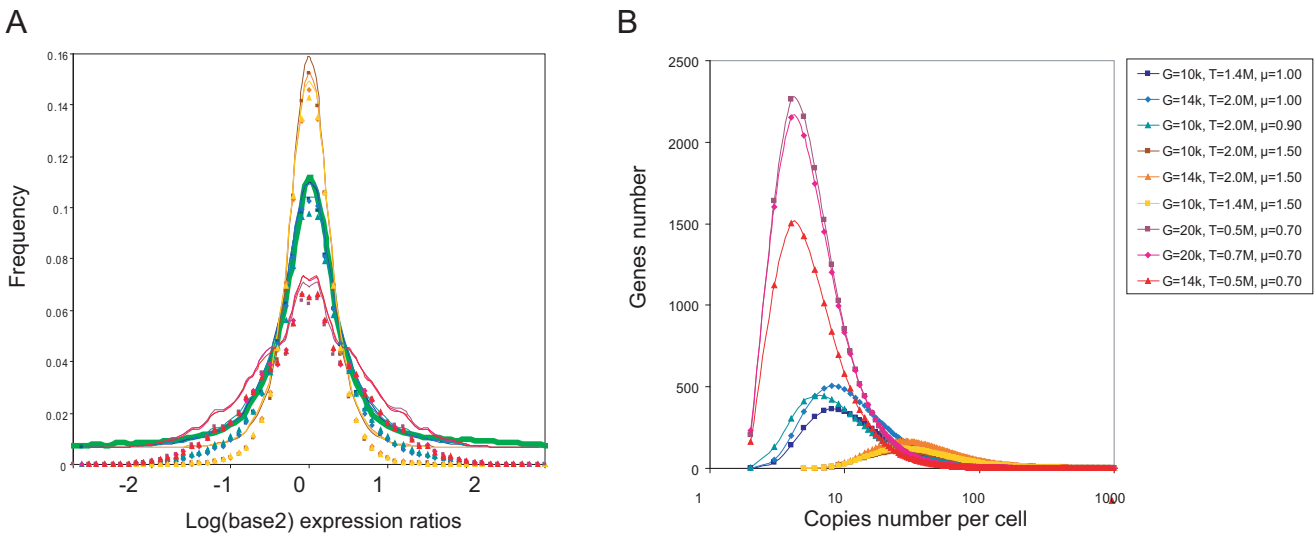 A
0.16
0.14
0.12
0.1
0.08
0.06
0.04
0.02
0
Frequency
-2
-1
0
1
2
Log(base2) expression ratios
B
2500
2000
1500
1000
500
0
Genes number
1
10
100
1000
Copies number per cell
G=10k, T=1.4M, µ=1.00
G=14k, T=2.0M, µ=1.00
G=10k, T=2.0M, µ=0.90
G=10k, T=2.0M, µ=1.50
G=14k, T=2.0M, µ=1.50
G=10k, T=1.4M, µ=1.50
G=20k, T=0.5M, µ=0.70
G=20k, T=0.7M, µ=0.70
G=14k, T=0.5M, µ=0.70